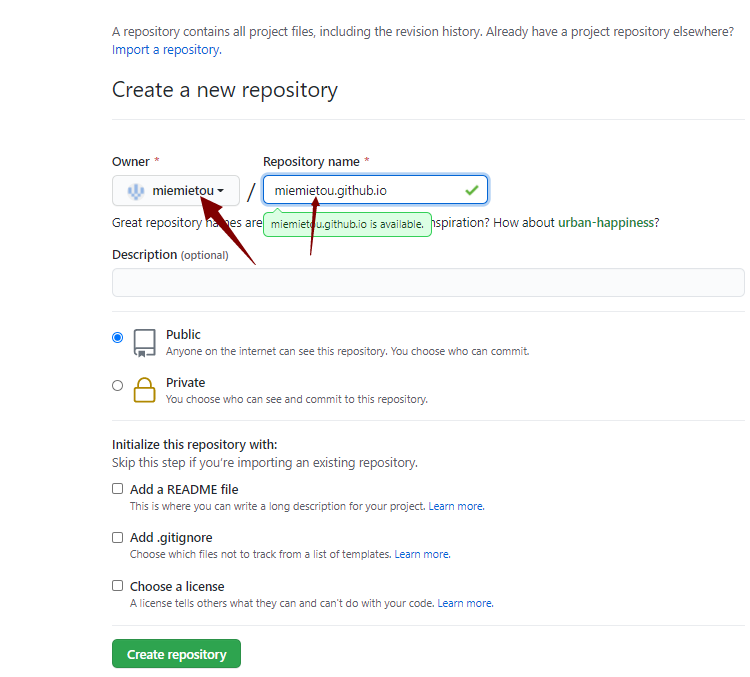 A repository contains all project files, including the revision history. Already have a project repository elsewhere?
Import a repository.
Create a new repository
Owner * Repository name *
miemietou / miemietou.github.io
Great repository names are nspiration? How about urban-happiness?
miemietou.github.io is available.
Description (optional)
Public
Anyone on the internet can see this repository. You choose who can commit.
Private
You choose who can see and commit to this repository.
Initialize this repository with:
Skip this step if you're importing an existing repository.
Add a README file
This is where you can write a long description for your project. Learn more.
Add .gitignore
Choose which files not to track from a list of templates. Learn more.
Choose a license
A license tells others what they can and can't do with your code. Learn more.
Create repository